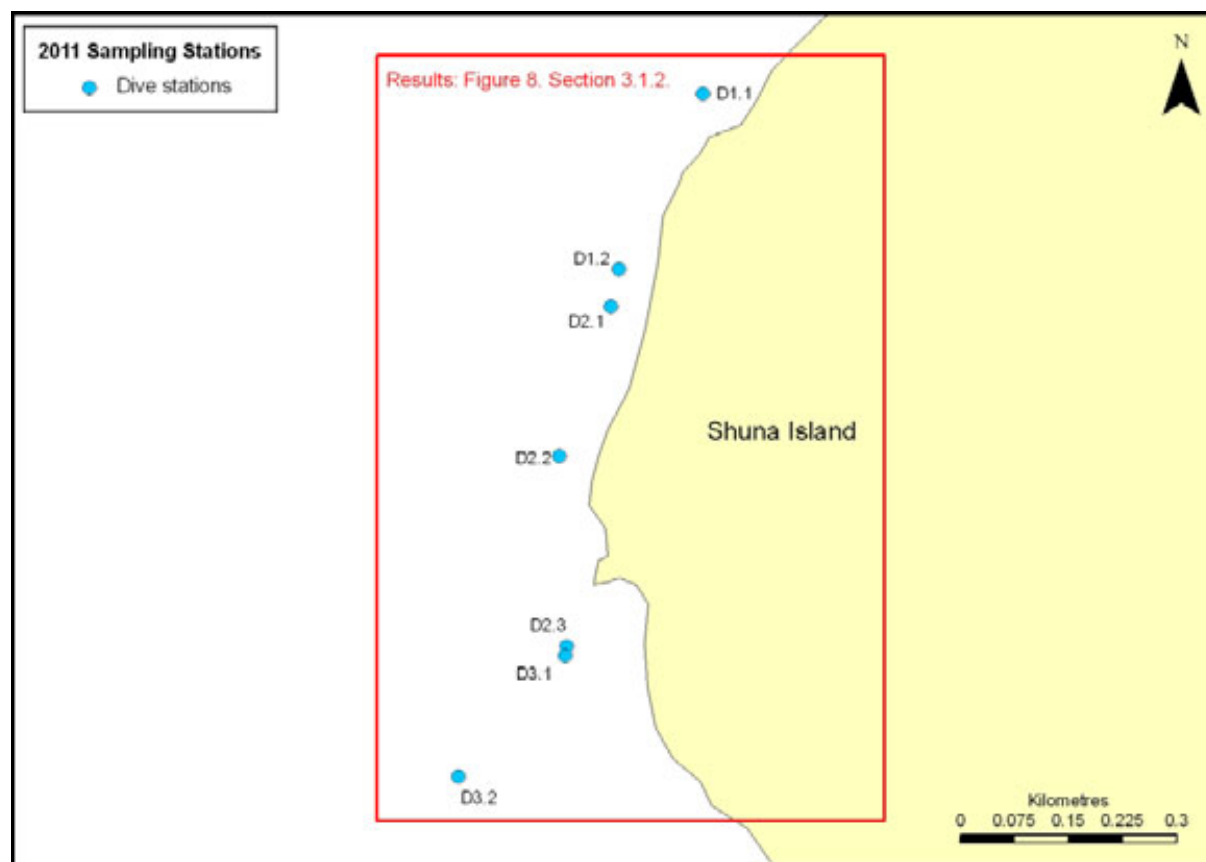 2011 Sampling Stations
Dive stations
Results: Figure 8. Section 3.1.2.
N
D1.1
D1.2
D2.1
Shuna Island
D2.2
D2.3
D3.1
D3.2
Kilometres
0 0.075 0.15 0.225 0.3